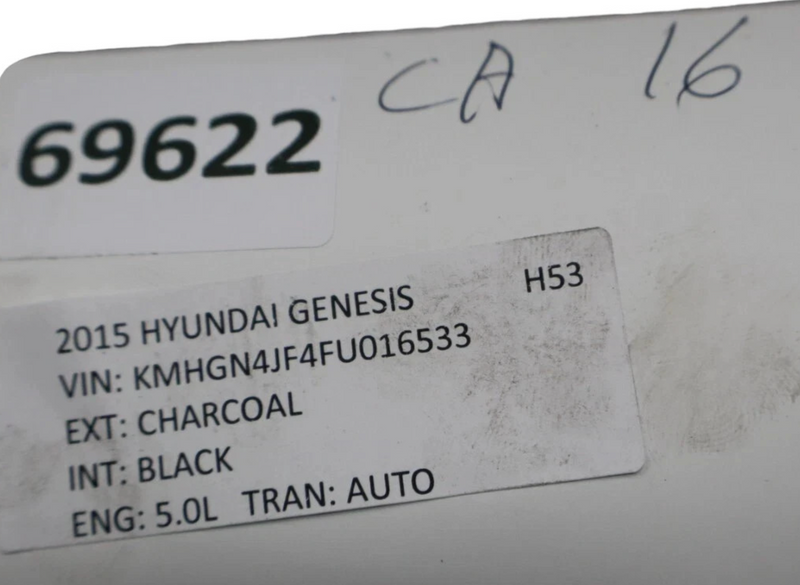 CA 16
69622
2015 HYUNDAI GENESIS H53
VIN: KMHGN4JF4FU016533
EXT: CHARCOAL
INT: BLACK
ENG: 5.0L TRAN: AUTO